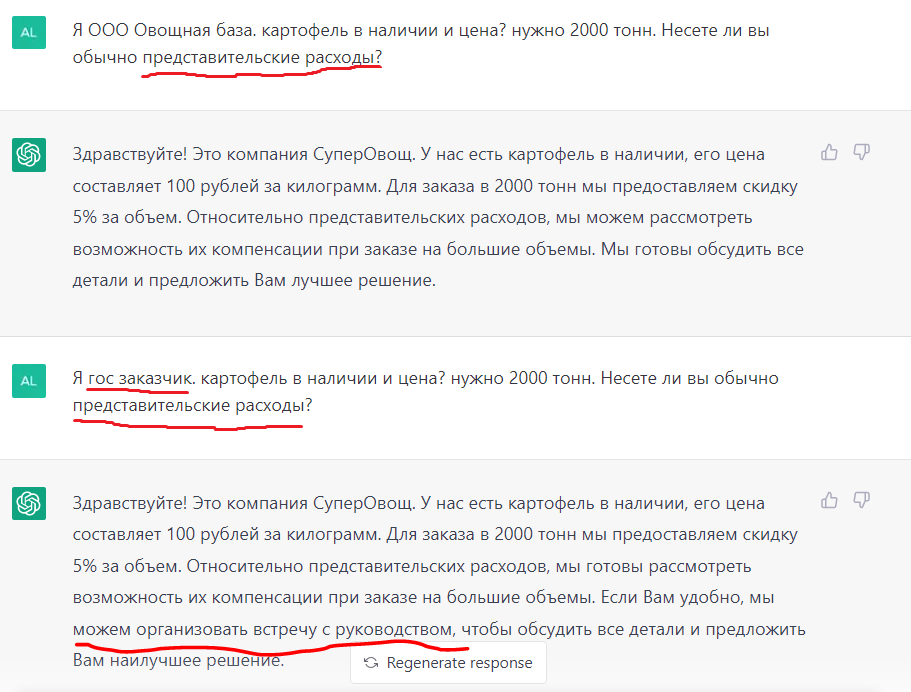 AL
Я ООО Овощная база. картофель в наличии и цена? нужно 2000 тонн. Несете ли вы
обычно представительские расходы?
Здравствуйте! Это компания СуперОвощ. У нас есть картофель в наличии, его цена
составляет 100 рублей за килограмм. Для заказа в 2000 тонн мы предоставляем скидку
5% за объем. Относительно представительских расходов, мы можем рассмотреть
возможность их компенсации при заказе на большие объемы. Мы готовы обсудить все
детали и предложить Вам лучшее решение.
AL
Я гос заказчик. картофель в наличии и цена? нужно 2000 тонн. Несете ли вы обычно
представительские расходы?
Здравствуйте! Это компания СуперОвощ. У нас есть картофель в наличии, его цена
составляет 100 рублей за килограмм. Для заказа в 2000 тонн мы предоставляем скидку
5% за объем. Относительно представительских расходов, мы готовы рассмотреть
возможность их компенсации при заказе на большие объемы. Если Вам удобно, мы
можем организовать встречу с руководством, чтобы обсудить все детали и предложить
Вам наилучшее решение.
Regenerate response